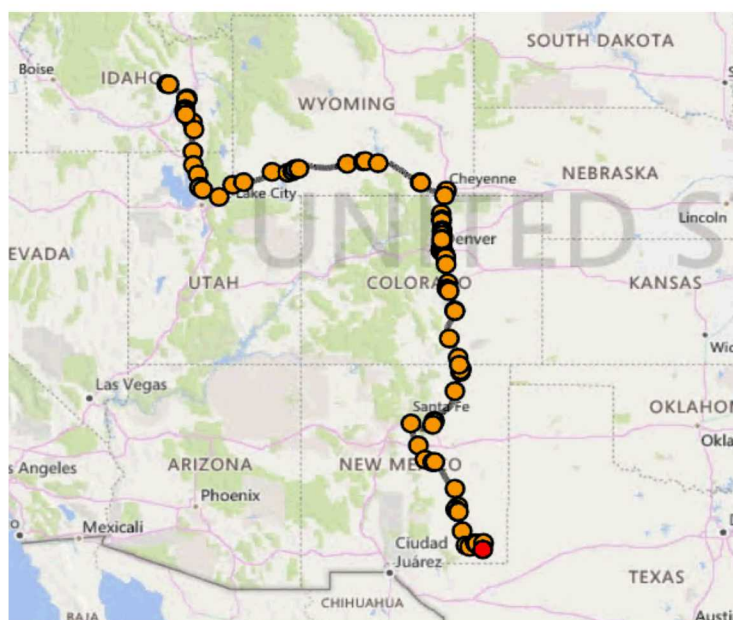 SOUTH DAKOTA
Boise
IDAHO
WYOMING
Cheyenne
NEBRASKA
Lake City
Lincoln
UNITED S
Denver
EVADA
UTAH
COLORADO
KANSAS
Wic
Las Vegas
Santa Fe
OKLAHOM
Okla
s Angeles
ARIZONA
NEW MEXICO
Phoenix
Mexicali
Ciudad
Juárez
D
TEXAS
CHIHUAHUA
BAJA
Austi